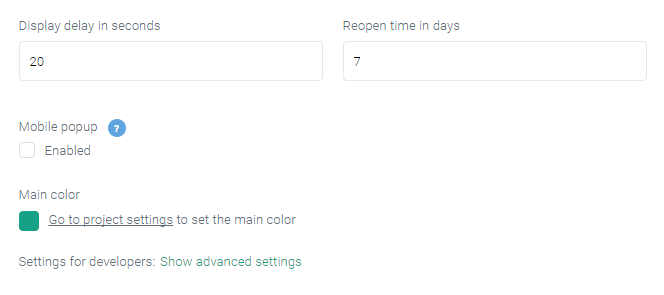 Display delay in seconds
Reopen time in days
20
7
Mobile popup ?
Enabled
Main color
Go to project settings to set the main color
Settings for developers: Show advanced settings